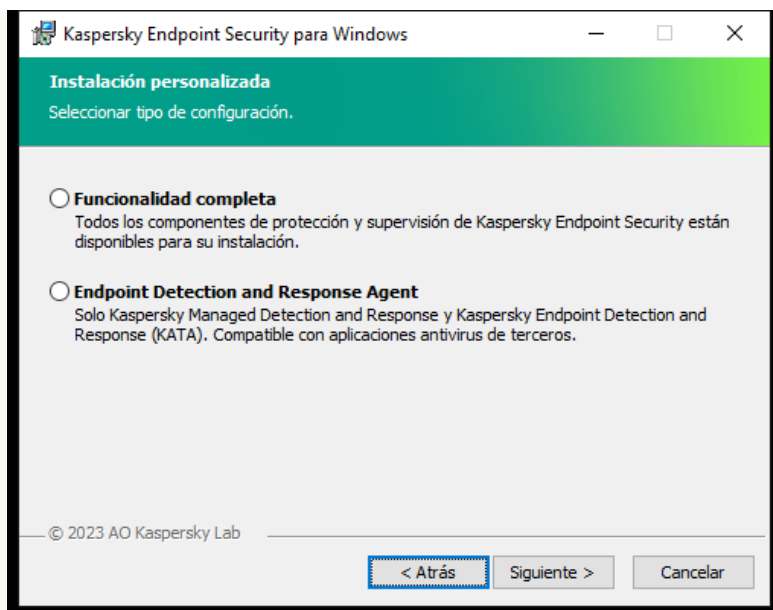 Kaspersky Endpoint Security para Windows
Instalación personalizada
Seleccionar tipo de configuración.
Funcionalidad completa
Todos los componentes de protección y supervisión de Kaspersky Endpoint Security están
disponibles para su instalación.
Endpoint Detection and Response Agent
Solo Kaspersky Managed Detection and Response y Kaspersky Endpoint Detection and
Response (KATA). Compatible con aplicaciones antivirus de terceros.
© 2023 AO Kaspersky Lab
< Atrás Siguiente > Cancelar